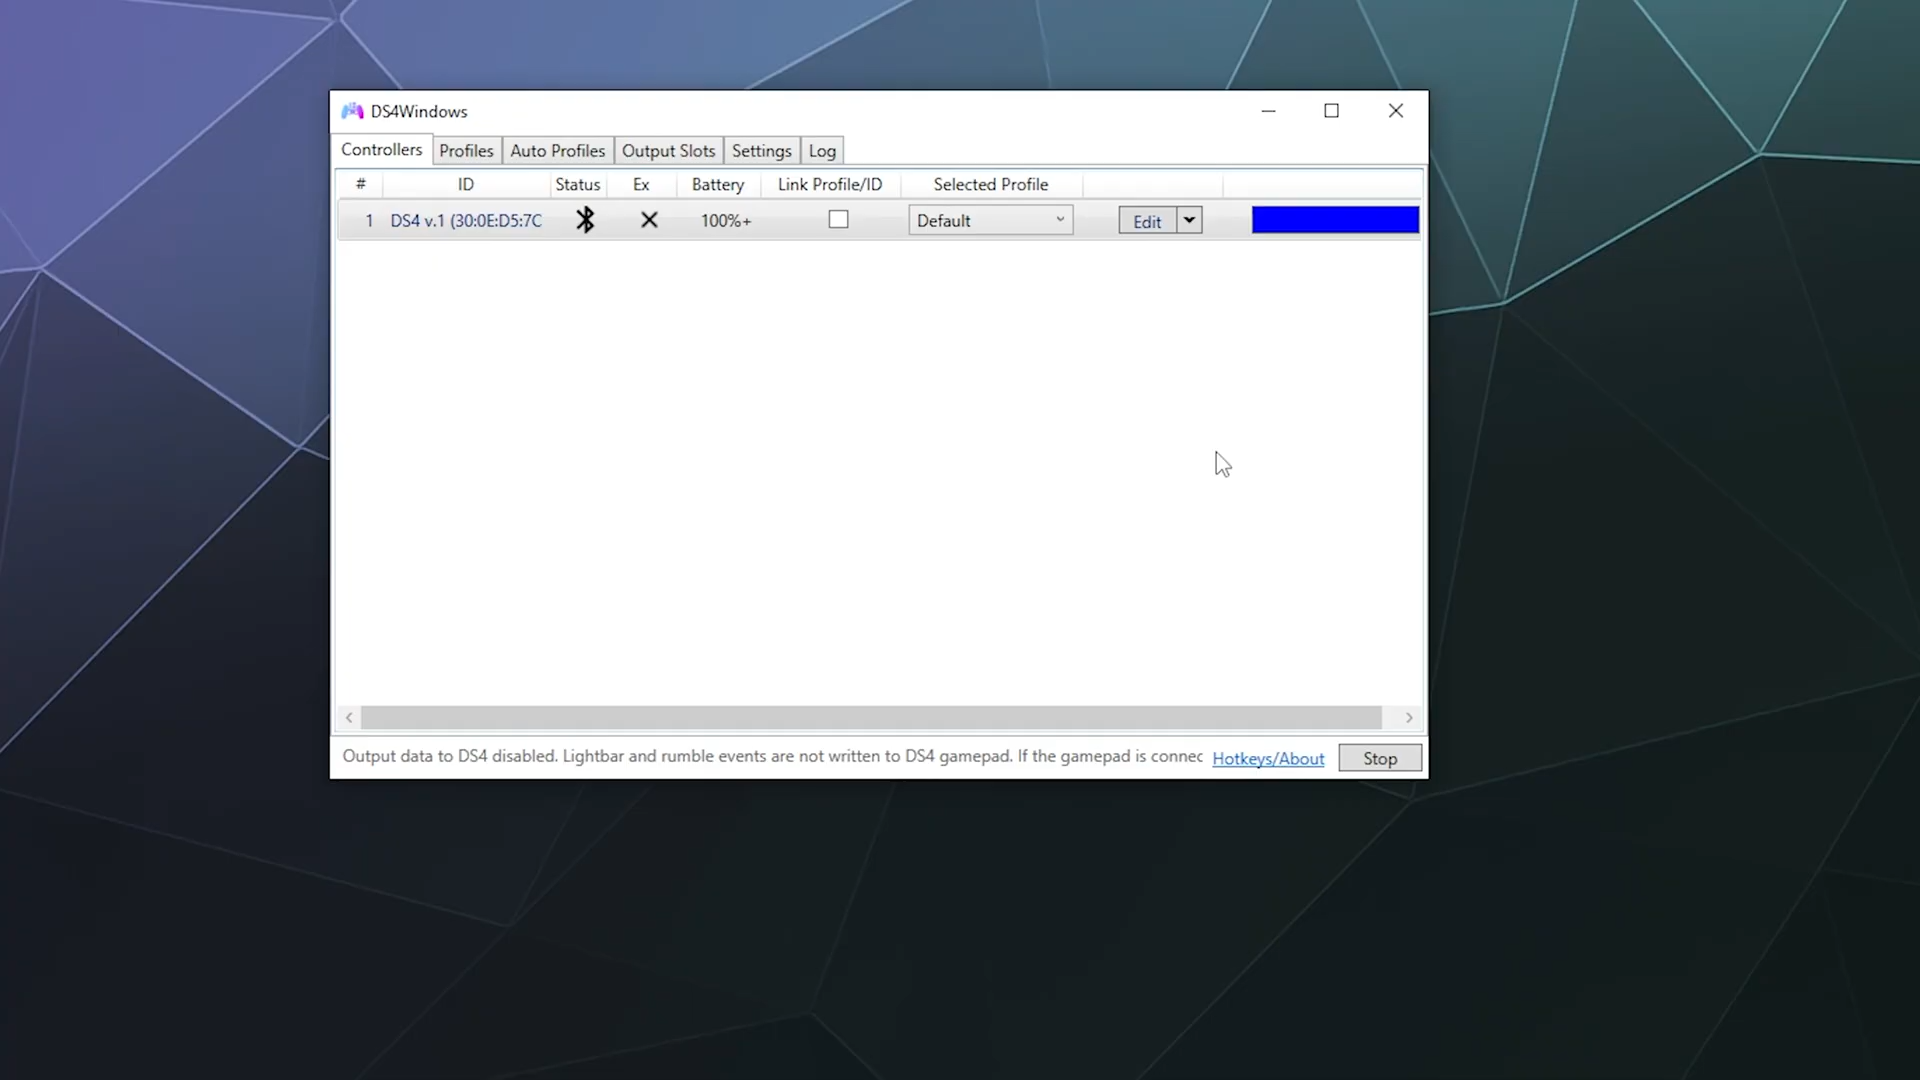 DS4Windows
Controllers Profiles Auto Profiles Output Slots Settings Log
# ID Status Ex Battery Link Profile/ID Selected Profile
1 DS4 v.1 (30:0E:D5:7C 100%+ Default Edit
Output data to DS4 disabled. Lightbar and rumble events are not written to DS4 gamepad. If the gamepad is connec Hotkeys/About Stop